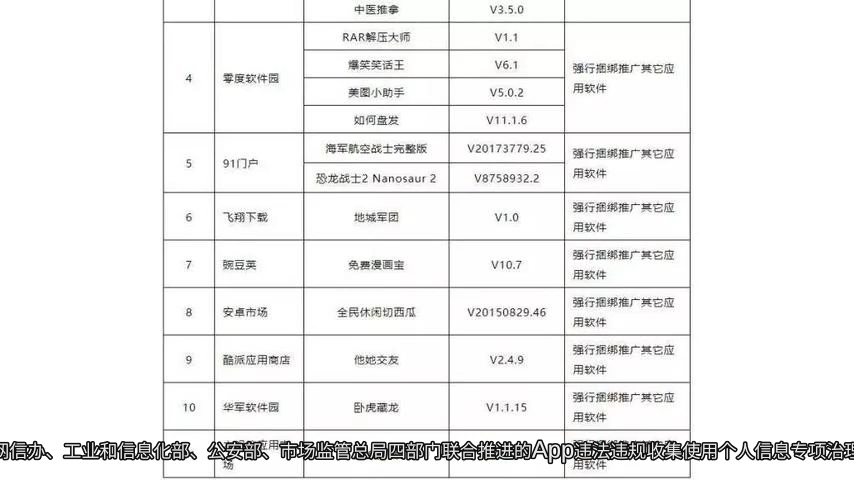 中医推拿 V3.5.0
RAR解压大师 V1.1
爆笑笑话王 V6.1
4 零度软件园 强行捆绑推广其它应
用软件
美图小助手 V5.0.2
如何盘发 V11.1.6
海军航空战士完整版 V20173779.25
5 91门户 强行捆绑推广其它应
用软件
恐龙战士2 Nanosaur 2 V8758932.2
6 飞翔下载 地城军团 V1.0 强行捆绑推广其它应
用软件
7 豌豆荚 免费漫画宝 V10.7 强行捆绑推广其它应
用软件
8 安卓市场 全民休闲切西瓜 V20150829.46 强行捆绑推广其它应
用软件
9 酷派应用商店 他她交友 V2.4.9 强行捆绑推广其它应
用软件
10 华军软件园 卧虎藏龙 V1.1.15 强行捆绑推广其它应
用软件
网信办、工业和信息化部、公安部、市场监管总局四部门联合推进的App违法违规收集使用个人信息专项治理
场